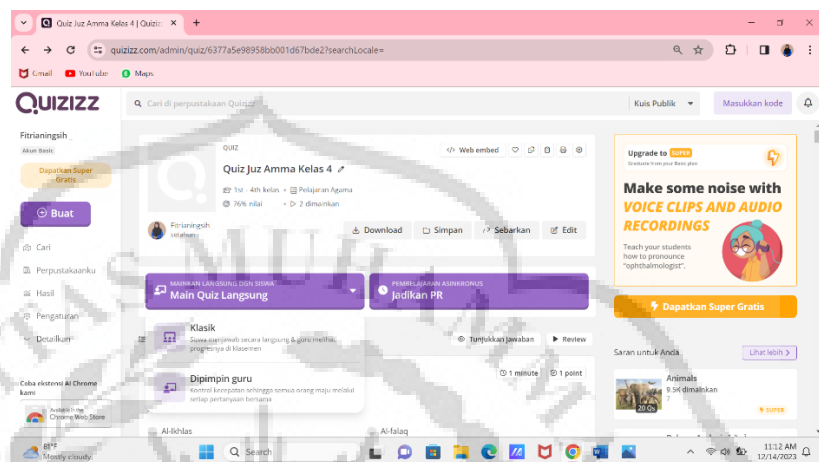 Quiz Juz Amma Kelas 4 | Quiziz
quizizz.com/admin/quiz/6377a5e98958bb001d67bde2?searchLocale=
Gmail
YouTube
Maps
QUIZIZZ
Cari di perpustakaan Quizizz
Kuis Publik
Masukkan kode
Fitrianingsih
Akun Basic
Dapatkan Super Gratis
Buat
Cari
Perpustakaanku
Hasil
Pengaturan
Detailkan
Coba ekstensi AI Chrome kami
Available in the
Chrome Web Store
QUIZ
Web embed
Quiz Juz Amma Kelas 4
1st - 4th kelas • Pelajaran Agama
76% nilai • 2 dimainkan
Fitrianingsih
setahun
Download
Simpan
Sebarkan
Edit
MAINKAN LANGSUNG DGN SISWA
Main Quiz Langsung
PEMBELAJARAN ASINKRONUS
Jadikan PR
Klasik
Siswa menjawab secara langsung & guru melihat
progresnya di klasemen
Dipimpin guru
Kontrol kecepatan sehingga semua orang maju melalui
setiap pertanyaan bersama
Tunjukkan Jawaban
Review
1 minute
1 point
Al-Ikhlas
Al-falaq
Upgrade to SUPER
Graduate from your Basic plan
Make some noise with
VOICE CLIPS AND AUDIO
RECORDINGS
Teach your students
how to pronounce
"ophthalmologist".
Dapatkan Super Gratis
Saran untuk Anda
Lihat lebih
Animals
9.5K dimainkan
7
20 Qs
SUPER
88°F
Mostly cloudy
Search
11:12 AM
12/14/2023